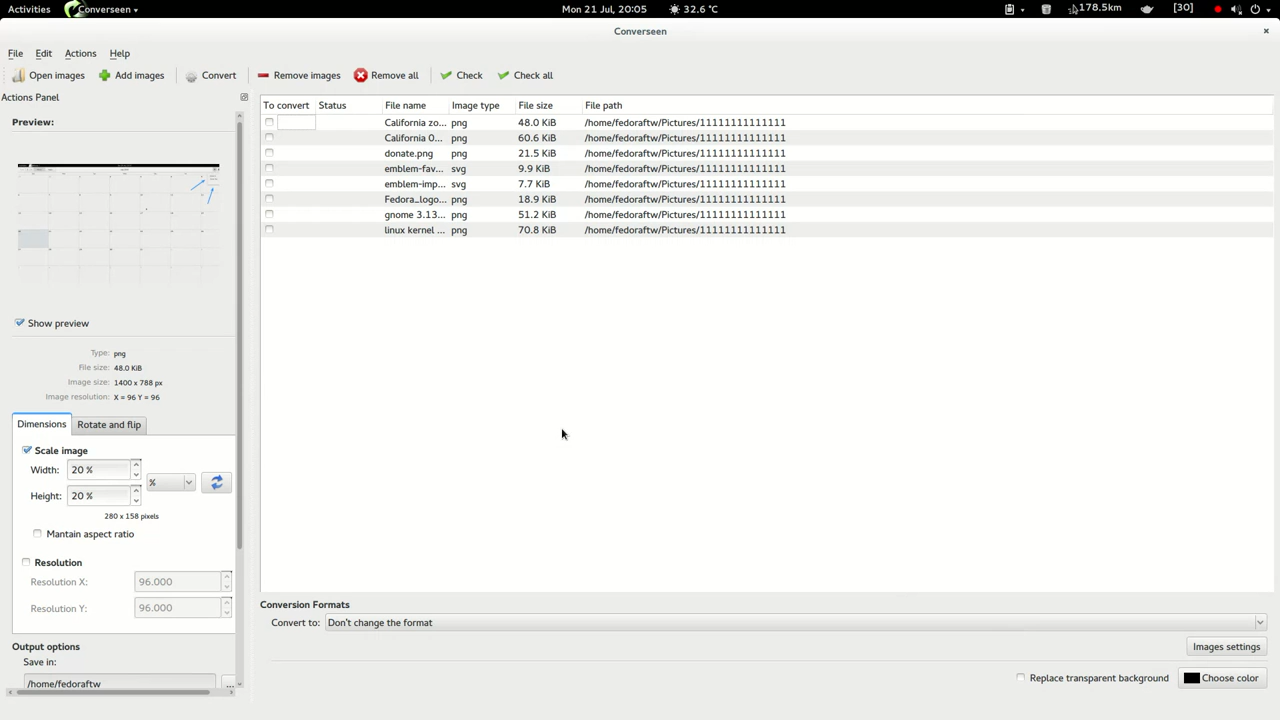 Activities Converseen Mon 21 Jul, 20:05 32.6 °C 178.5km [30]
Converseen
File Edit Actions Help
Open images Add images Convert Remove images Remove all Check Check all
Actions Panel
Preview:
Show preview
Type: png
File size: 48.0 KiB
Image size: 1400 x 788 px
Image resolution: X = 96 Y = 96
Dimensions Rotate and flip
Scale image
Width: 20 % %
Height: 20 %
280 x 158 pixels
Mantain aspect ratio
Resolution
Resolution X: 96.000
Resolution Y: 96.000
Output options
Save in:
/home/fedoraftw ...
To convert Status File name Image type File size File path
California zo... png 48.0 KiB /home/fedoraftw/Pictures/11111111111111
California 0... png 60.6 KiB /home/fedoraftw/Pictures/11111111111111
donate.png png 21.5 KiB /home/fedoraftw/Pictures/11111111111111
emblem-fav... svg 9.9 KiB /home/fedoraftw/Pictures/11111111111111
emblem-imp... svg 7.7 KiB /home/fedoraftw/Pictures/11111111111111
Fedora_logo... png 18.9 KiB /home/fedoraftw/Pictures/11111111111111
gnome 3.13... png 51.2 KiB /home/fedoraftw/Pictures/11111111111111
linux kernel ... png 70.8 KiB /home/fedoraftw/Pictures/11111111111111
Conversion Formats
Convert to: Don't change the format
Images settings
Replace transparent background Choose color